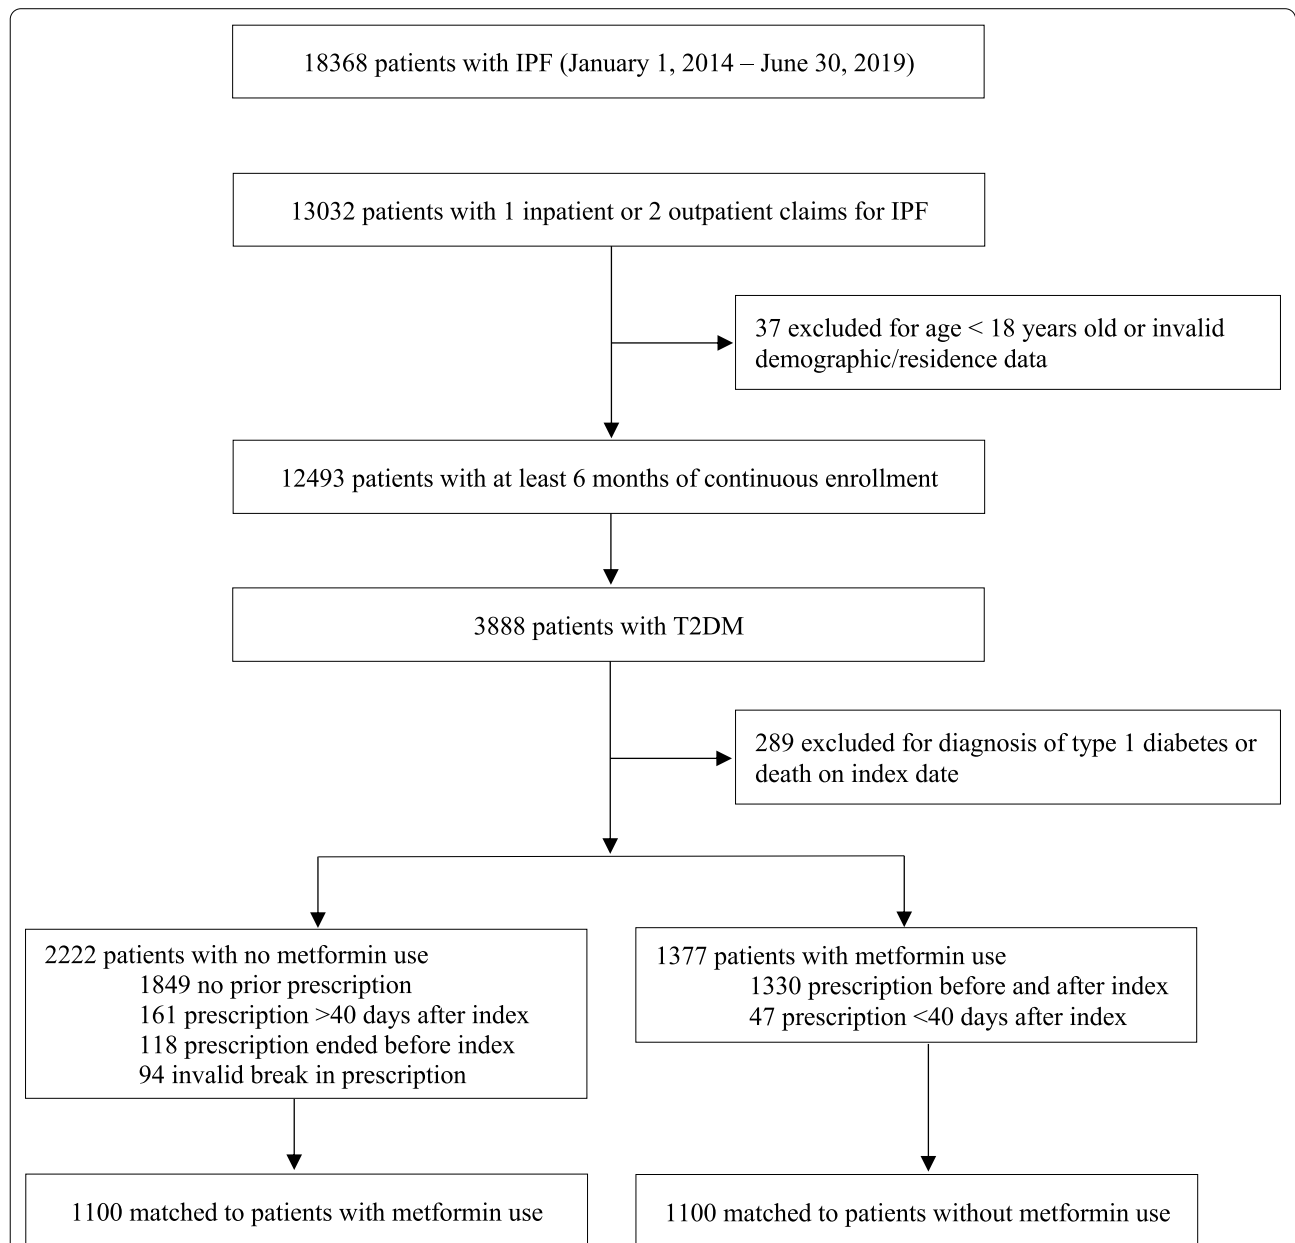 18368 patients with IPF (January 1, 2014 – June 30, 2019)
13032 patients with 1 inpatient or 2 outpatient claims for IPF
37 excluded for age < 18 years old or invalid
demographic/residence data
12493 patients with at least 6 months of continuous enrollment
3888 patients with T2DM
289 excluded for diagnosis of type 1 diabetes or
death on index date
2222 patients with no metformin use
1849 no prior prescription
161 prescription >40 days after index
118 prescription ended before index
94 invalid break in prescription
1377 patients with metformin use
1330 prescription before and after index
47 prescription <40 days after index
1100 matched to patients with metformin use
1100 matched to patients without metformin use